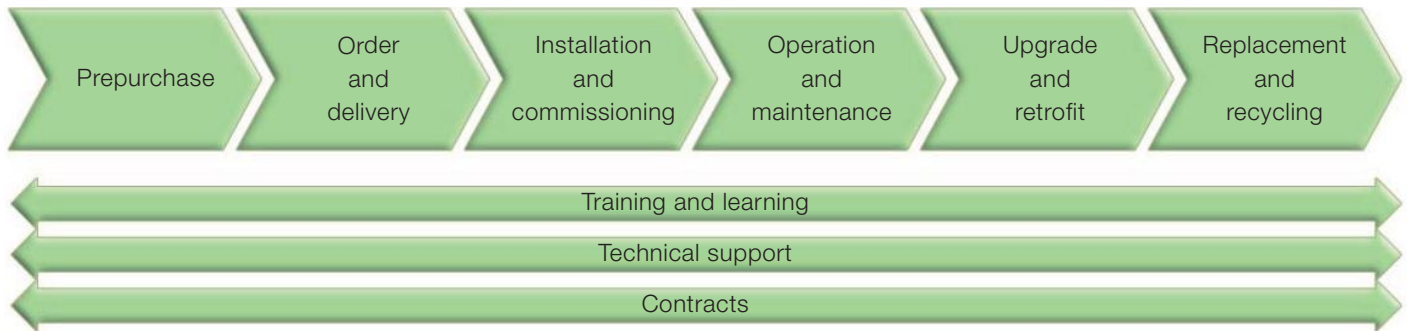 Prepurchase
Order
and
delivery
Installation
and
commissioning
Operation
and
maintenance
Upgrade
and
retrofit
Replacement
and
recycling
Training and learning
Technical support
Contracts